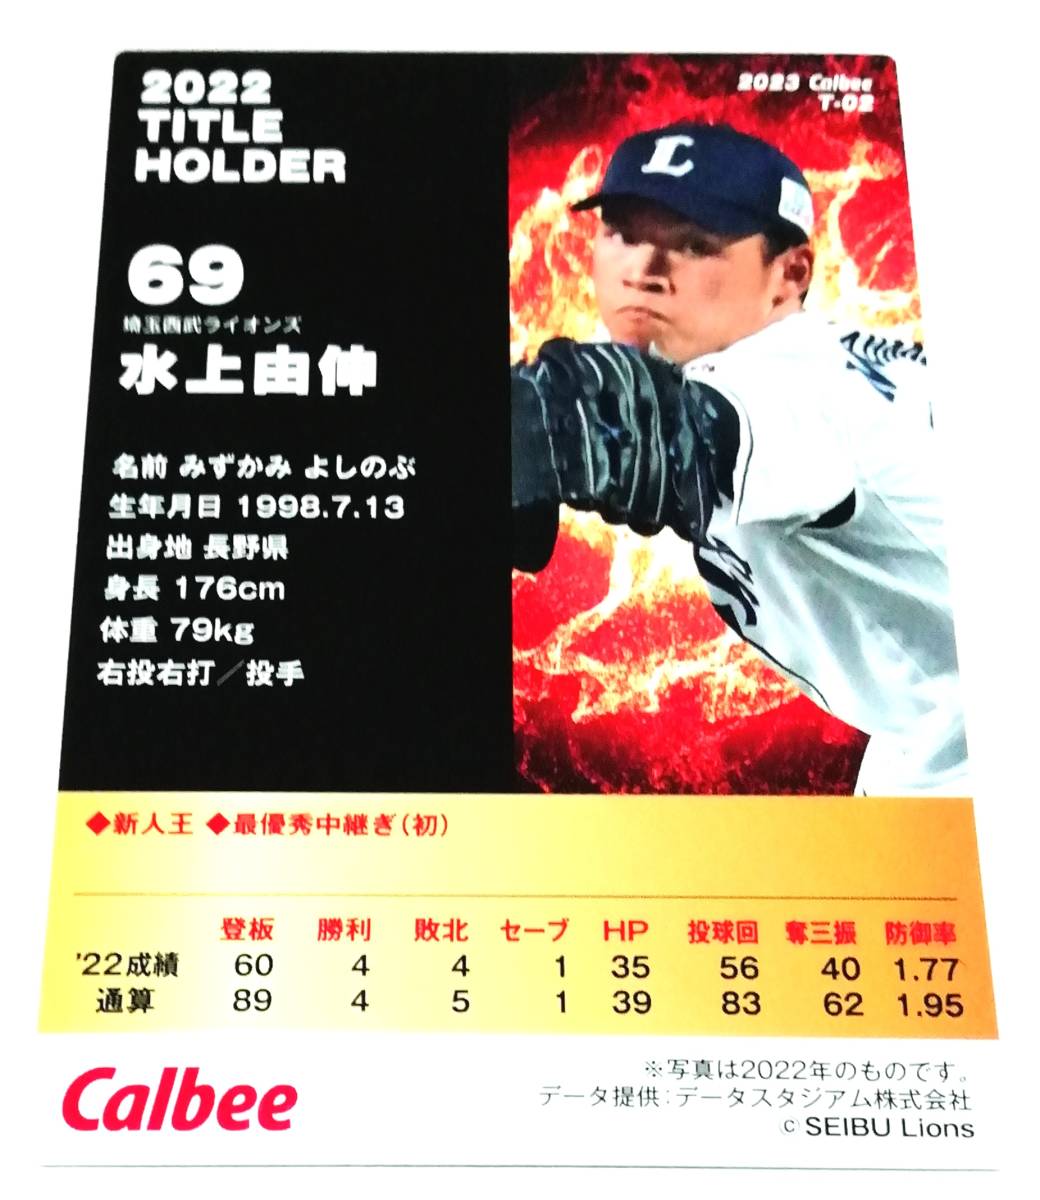 2022
TITLE
HOLDER
2023 Calbee
T-02
L
69
埼玉西武ライオンズ
水上由伸
名前 みずかみ よしのぶ
生年月日 1998.7.13
出身地 長野県
身長 176cm
体重 79kg
右投右打／投手
◆新人王 ◆最優秀中継ぎ(初)
登板 勝利 敗北 セーブ HP 投球回 奪三振 防御率
'22成績 60 4 4 1 35 56 40 1.77
通算 89 4 5 1 39 83 62 1.95
Calbee
※写真は2022年のものです。
データ提供:データスタジアム株式会社
© SEIBU Lions